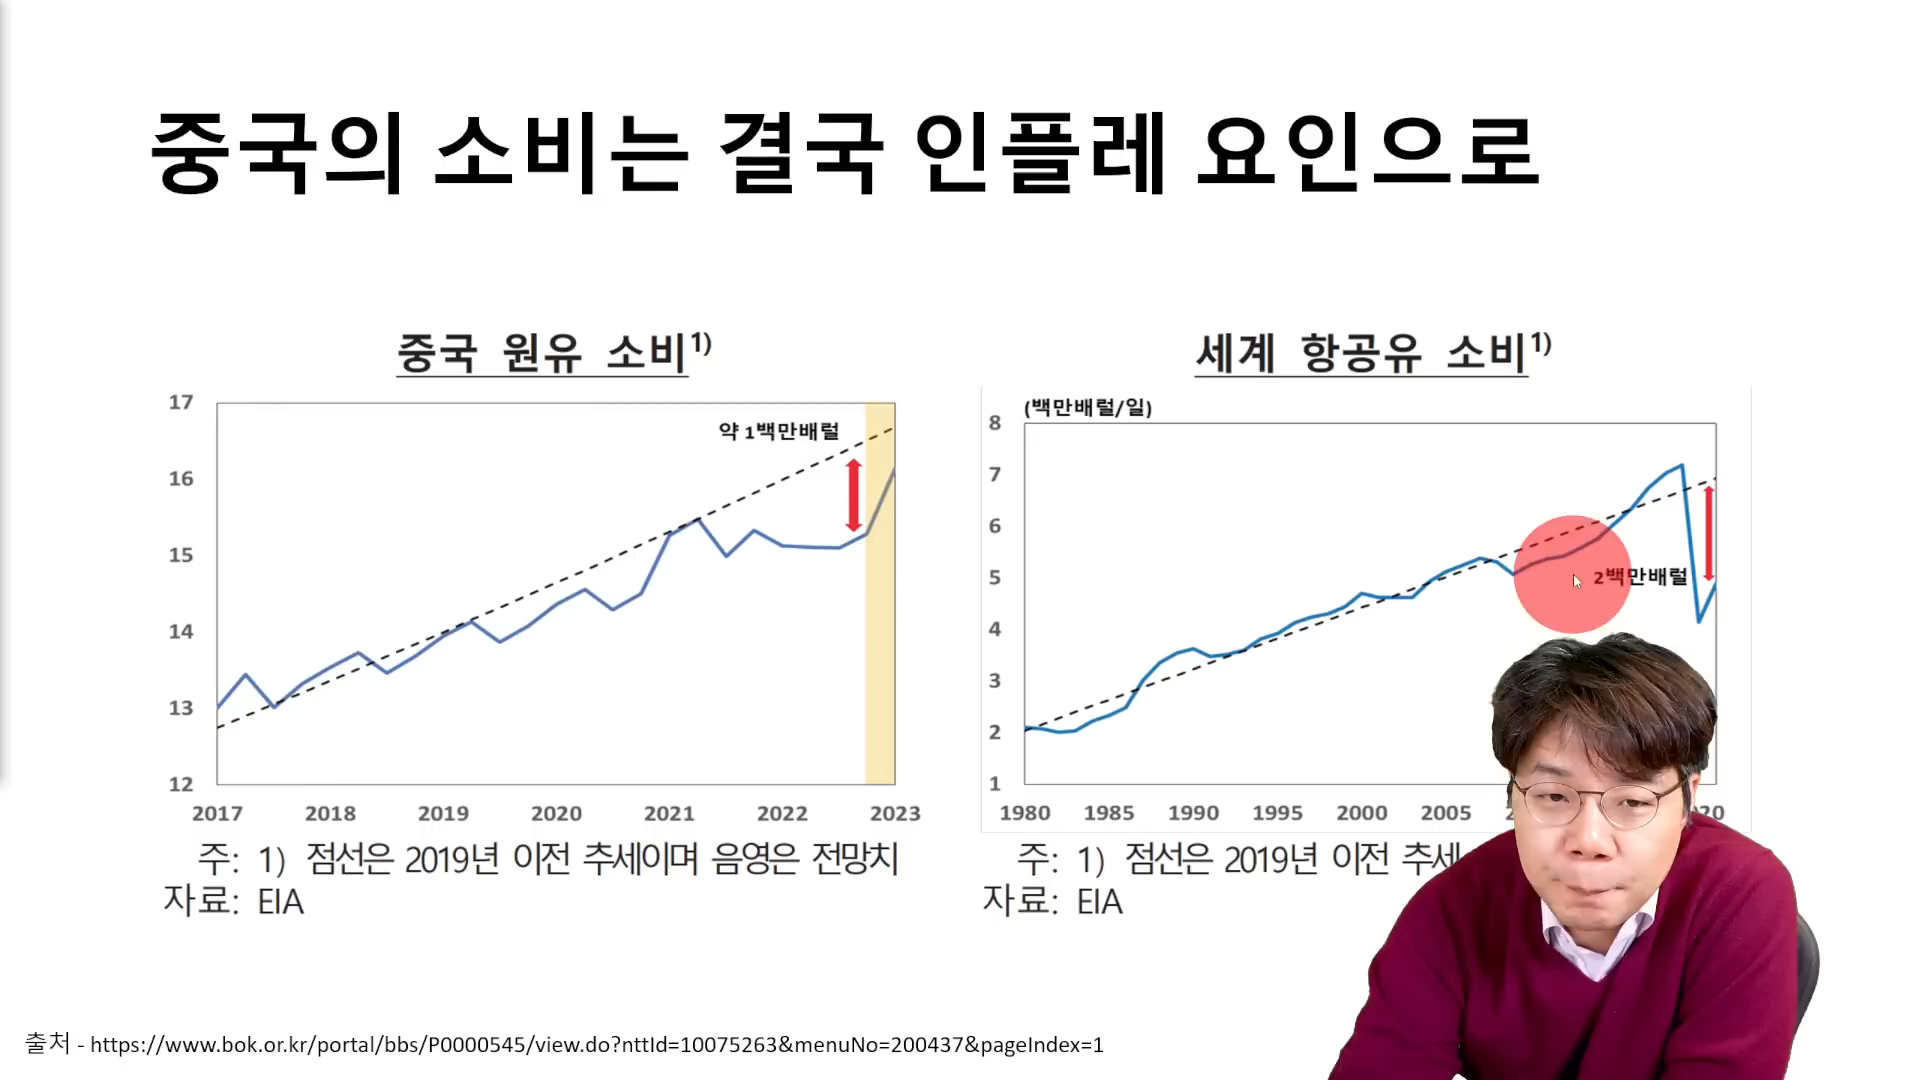 중국의 소비는 결국 인플레 요인으로
중국 원유 소비1)
17
16
15
14
13
12
약 1백만배럴
2017 2018 2019 2020 2021 2022 2023
주: 1) 점선은 2019년 이전 추세이며 음영은 전망치
자료: EIA
세계 항공유 소비1)
(백만배럴/일)
8
7
6
5
4
3
2
1
2백만배럴
1980 1985 1990 1995 2000 2005
주: 1) 점선은 2019년 이전 추세
자료: EIA
출처 - https://www.bok.or.kr/portal/bbs/P0000545/view.do?nttId=10075263&menuNo=200437&pageIndex=1